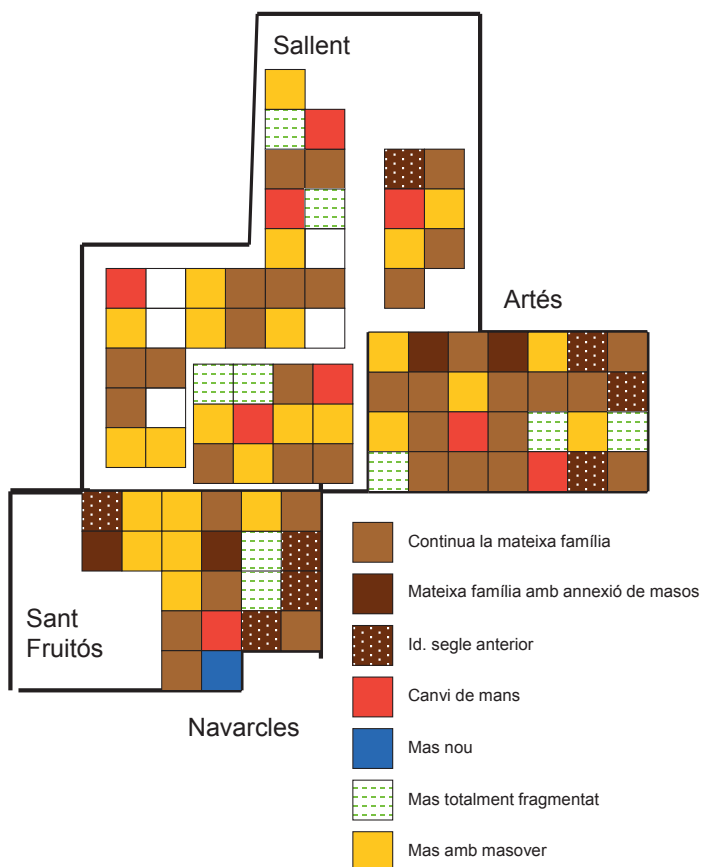 Sallent
Artés
Sant
Fruitós
Navarcles
Continua la mateixa família
Mateixa família amb annexió de masos
Id. segle anterior
Canvi de mans
Mas nou
Mas totalment fragmentat
Mas amb masover